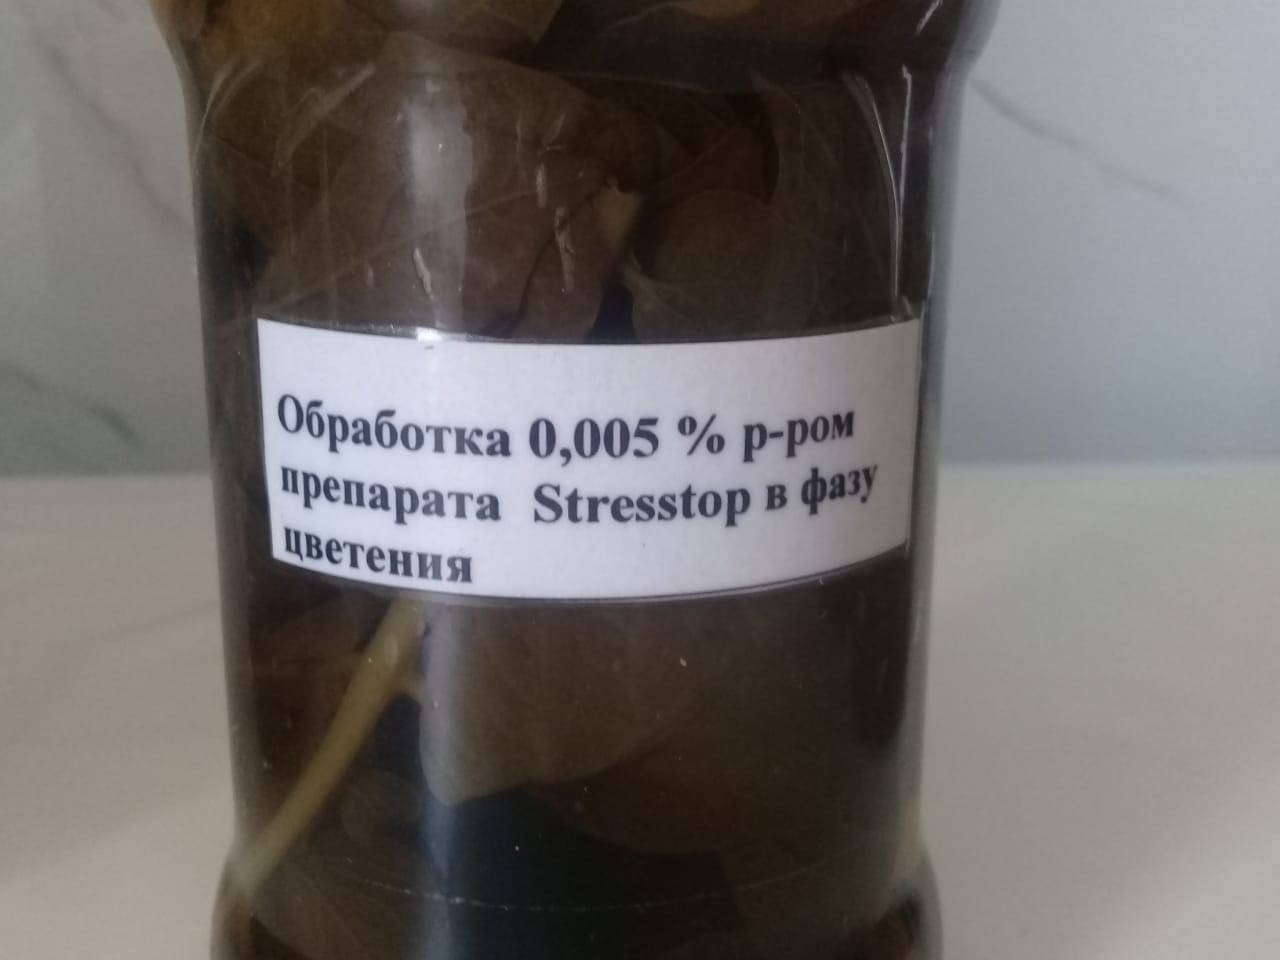 Обработка 0,005 % р-ром
препарата Stresstop в фазу
цветения